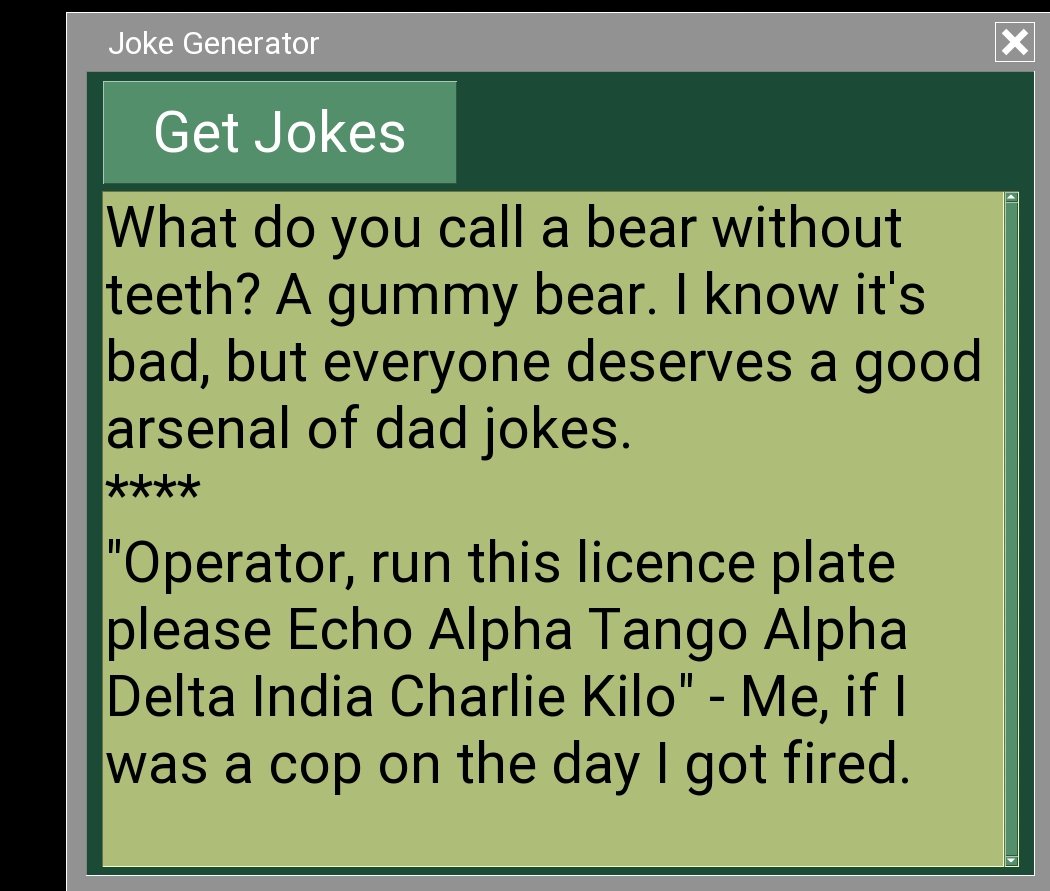 Joke Generator
Get Jokes
What do you call a bear without
teeth? A gummy bear. I know it's
bad, but everyone deserves a good
arsenal of dad jokes.
****
"Operator, run this licence plate
please Echo Alpha Tango Alpha
Delta India Charlie Kilo" - Me, if I
was a cop on the day I got fired.